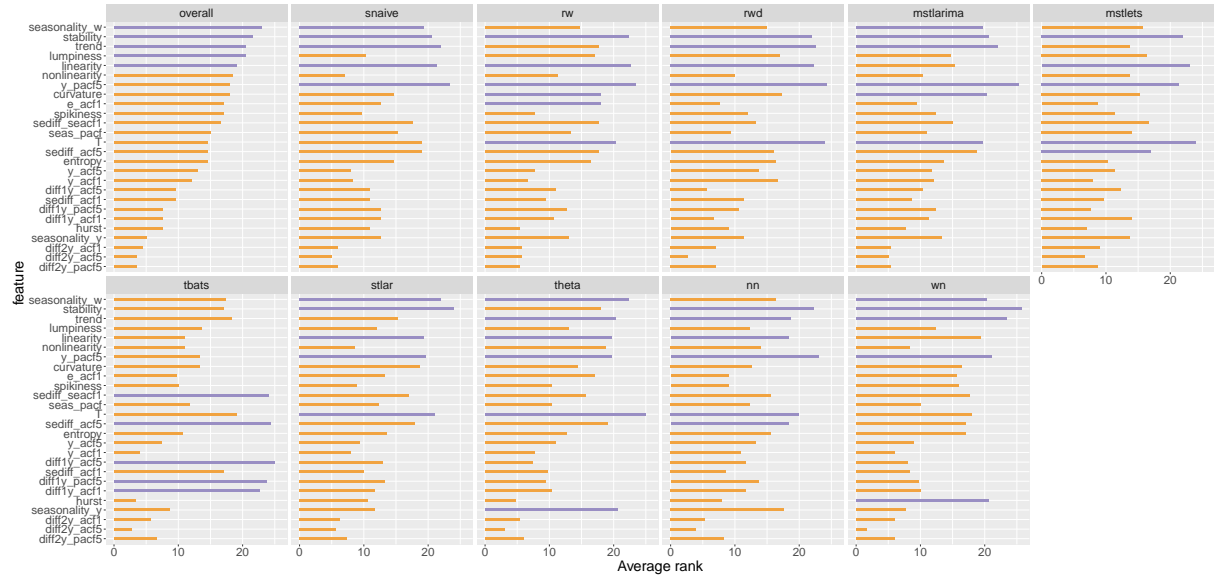 overall snaive rw rwd mstlarima mstlets
seasonality_w
stability
trend
lumpiness
linearity
nonlinearity
y_pacf5
curvature
e_acf1
spikiness
sediff_seacf1
seas_pacf
T
sediff_acf5
entropy
y_acf5
y_acf1
diff1y_acf5
sediff_acf1
diff1y_pacf5
diff1y_acf1
hurst
seasonality_y
diff2y_acf1
diff2y_acf5
diff2y_pacf5
feature
tbats stlar theta nn wn
0 10 20
seasonality_w
stability
trend
lumpiness
linearity
nonlinearity
y_pacf5
curvature
e_acf1
spikiness
sediff_seacf1
seas_pacf
T
sediff_acf5
entropy
y_acf5
y_acf1
diff1y_acf5
sediff_acf1
diff1y_pacf5
diff1y_acf1
hurst
seasonality_y
diff2y_acf1
diff2y_acf5
diff2y_pacf5
0 10 20 0 10 20 0 10 20 0 10 20 0 10 20
Average rank